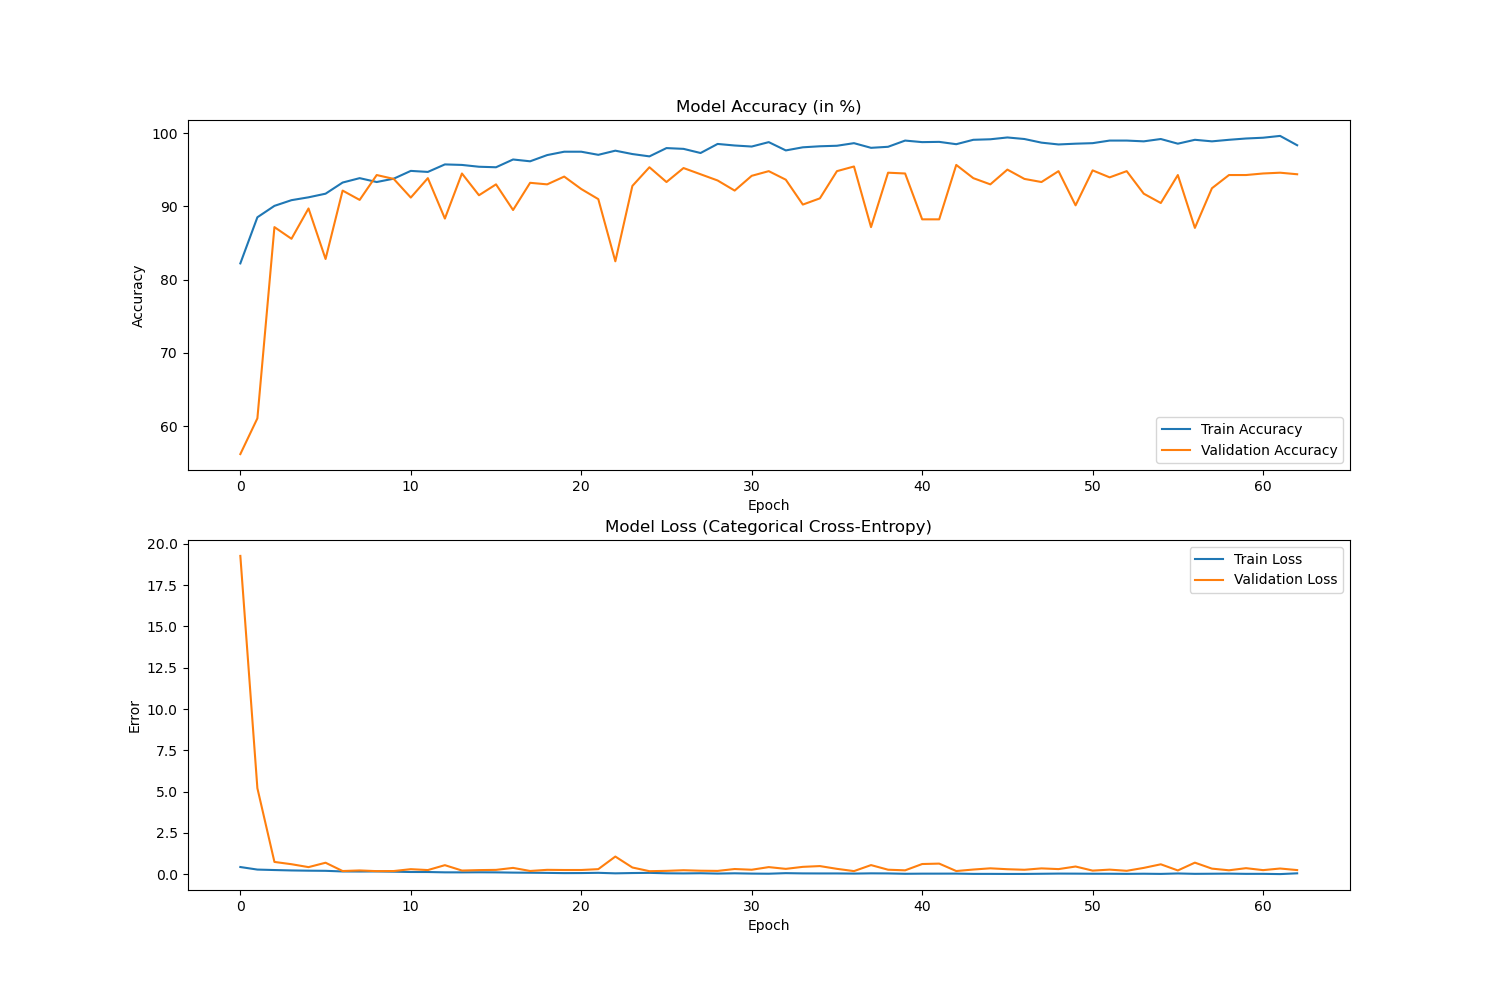 Model Accuracy (in %)
100
90
80
70
60
Accuracy
Train Accuracy
Validation Accuracy
0 10 20 30 40 50 60
Epoch
Model Loss (Categorical Cross-Entropy)
20.0
17.5
15.0
12.5
10.0
7.5
5.0
2.5
0.0
Error
Train Loss
Validation Loss
0 10 20 30 40 50 60
Epoch